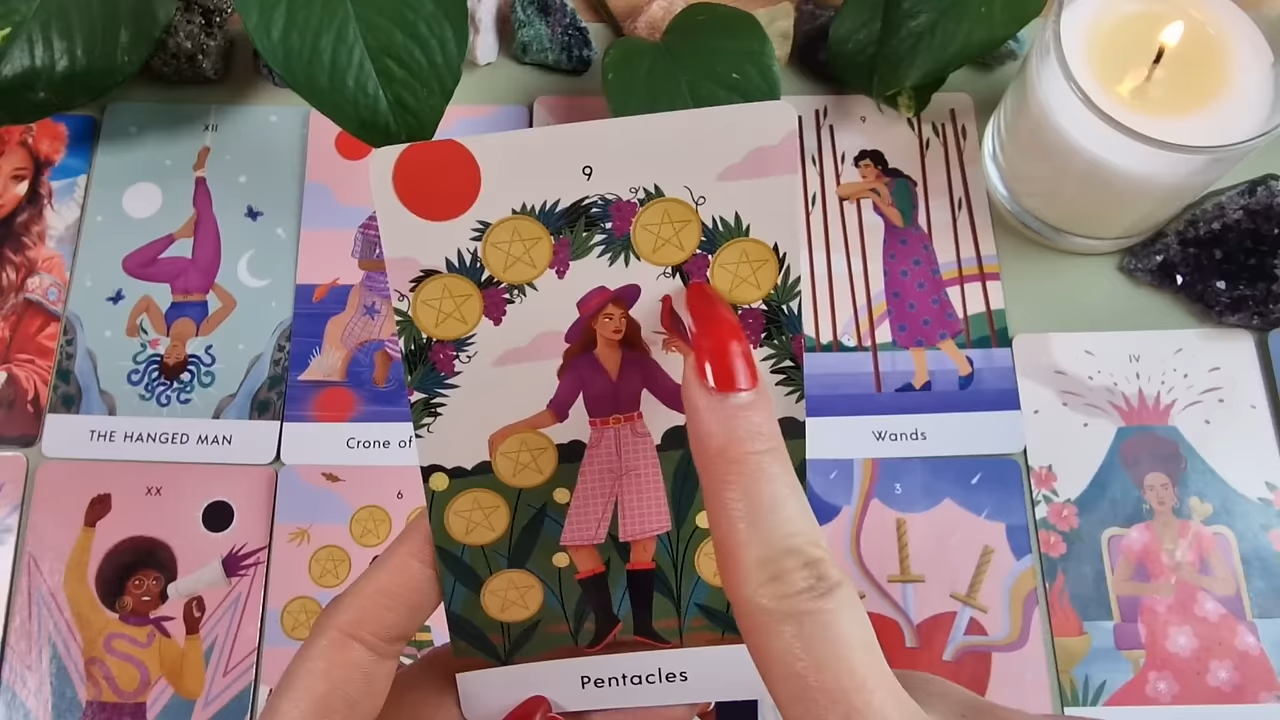 XII
THE HANGED MAN
Crone of
9
Pentacles
9
Wands
XX
6
3
IV